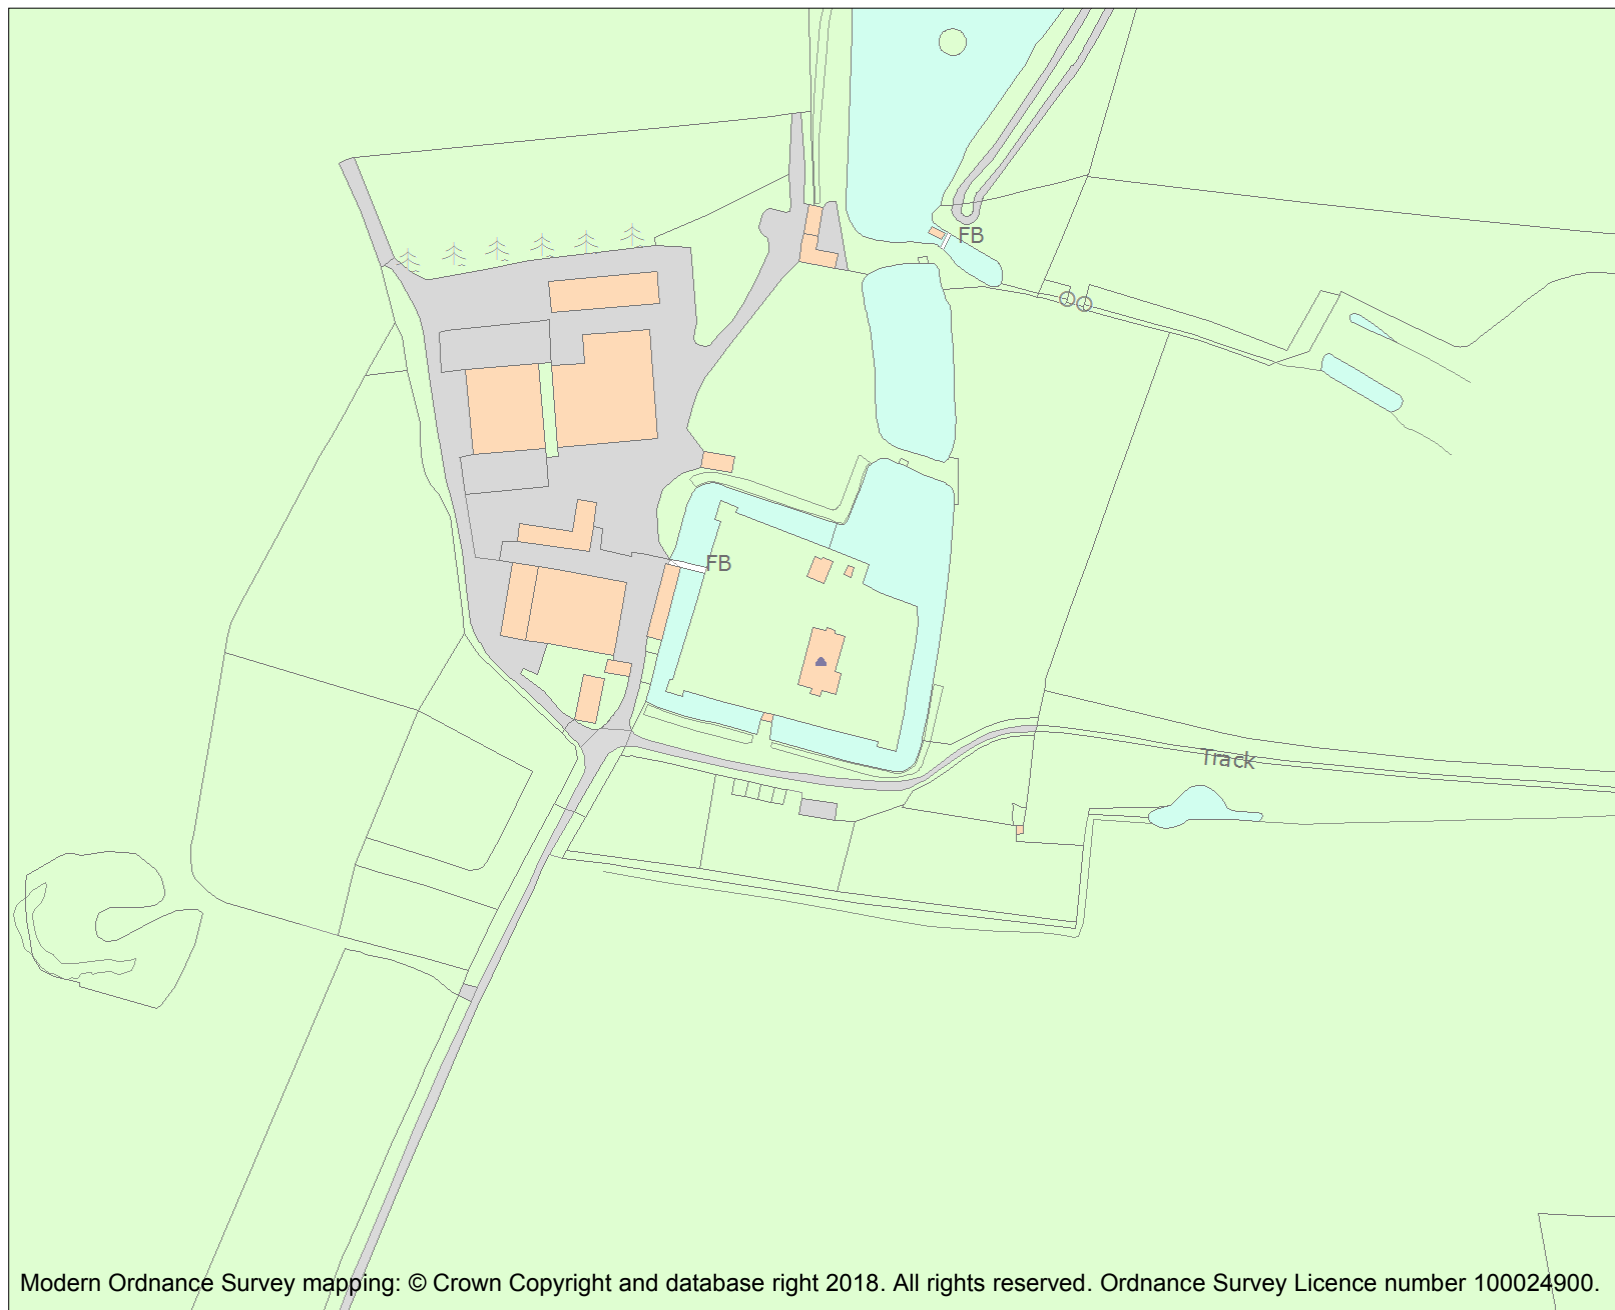 FB
FB
Track
Modern Ordnance Survey mapping: © Crown Copyright and database right 2018. All rights reserved. Ordnance Survey Licence number 100024900.